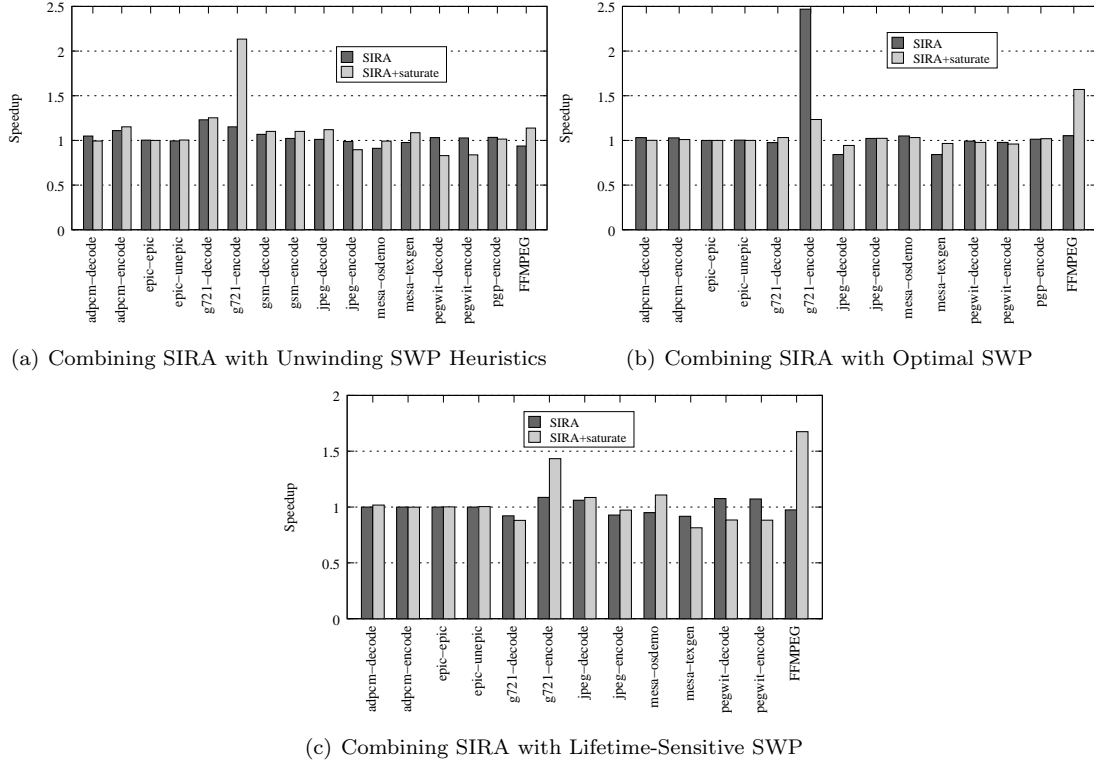 2.5
2
1.5
1
0.5
0
Speedup
SIRA
SIRA+saturate
adpcm−decode
adpcm−encode
epic−epic
epic−unepic
g721−decode
g721−encode
gsm−decode
gsm−encode
jpeg−decode
jpeg−encode
mesa−osdemo
mesa−texgen
pegwit−decode
pegwit−encode
pgp−encode
FFMPEG
(a) Combining SIRA with Unwinding SWP Heuristics
2.5
2
1.5
1
0.5
0
Speedup
SIRA
SIRA+saturate
adpcm−decode
adpcm−encode
epic−epic
epic−unepic
g721−decode
g721−encode
jpeg−decode
jpeg−encode
mesa−osdemo
mesa−texgen
pegwit−decode
pegwit−encode
pgp−encode
FFMPEG
(b) Combining SIRA with Optimal SWP
2
1.5
1
0.5
0
Speedup
SIRA
SIRA+saturate
adpcm−decode
adpcm−encode
epic−epic
epic−unepic
g721−decode
g721−encode
jpeg−decode
jpeg−encode
mesa−osdemo
mesa−texgen
pegwit−decode
pegwit−encode
FFMPEG
(c) Combining SIRA with Lifetime-Sensitive SWP